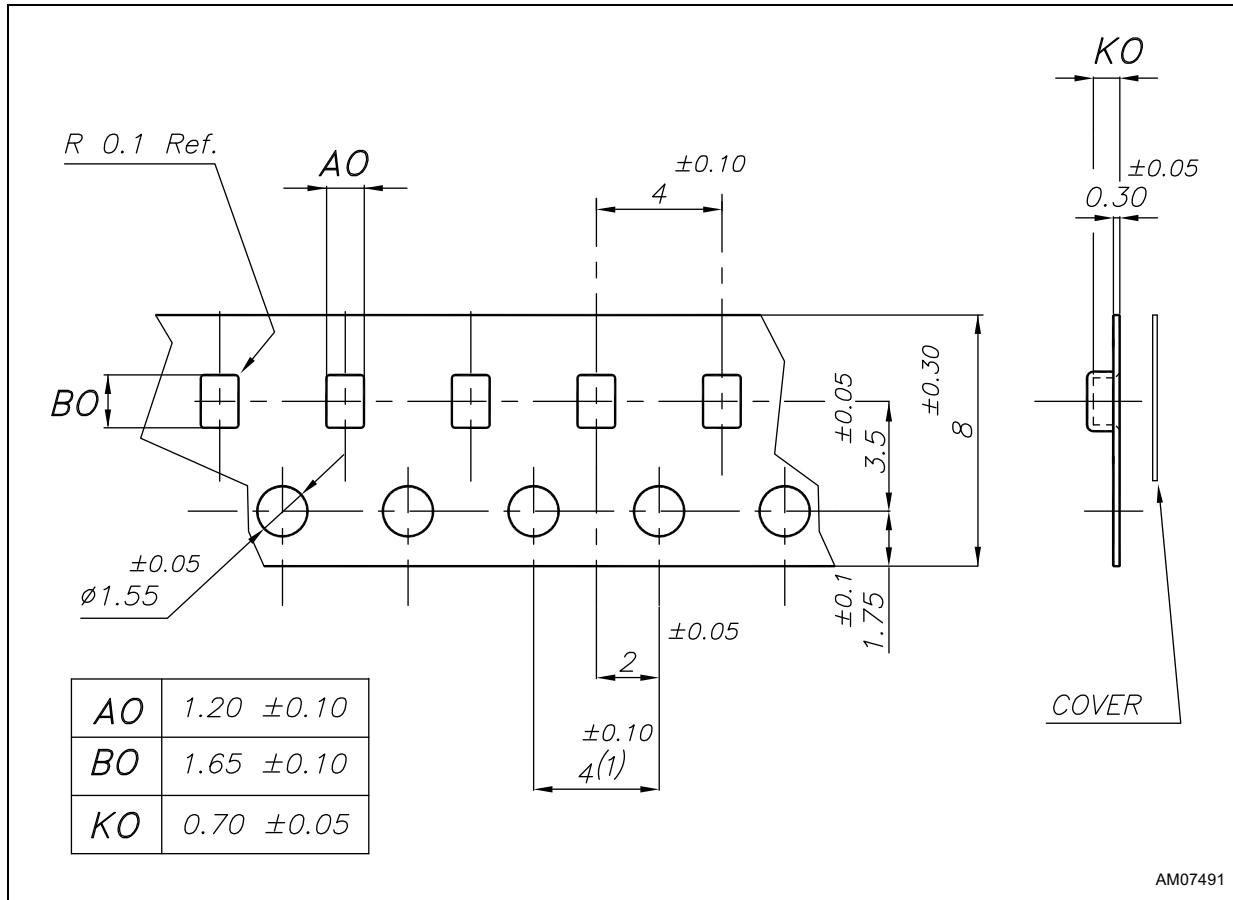 KO
R 0.1 Ref.
AO
±0.10
4
±0.05
0.30
BO
±0.30
8
±0.05
3.5
±0.05
ø1.55
±0.1
1.75
±0.05
2
±0.10
4(1)
COVER
AO 1.20 ±0.10
BO 1.65 ±0.10
KO 0.70 ±0.05
AM07491